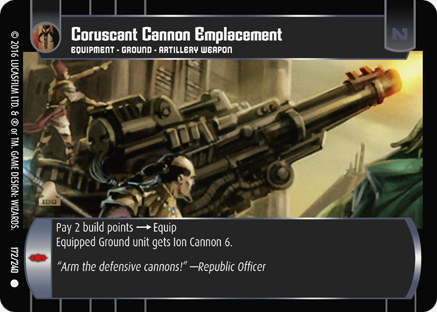 Coruscant Cannon Emplacement
EQUIPMENT - GROUND - ARTILLERY WEAPON
N
Pay 2 build points → Equip
Equipped Ground unit gets Ion Cannon 6.
“Arm the defensive cannons!” —Republic Officer
© 2016 LUCASFILM LTD. & ® or TM. GAME DESIGN: WIZARDS.
172/240